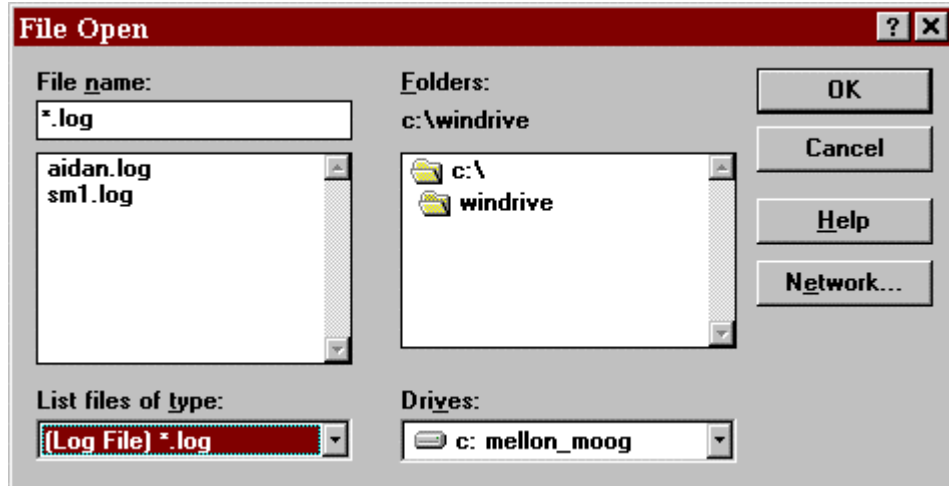 File Open
File name:
*.log
aidan.log
sm1.log
List files of type:
(Log File) *.log
Folders:
c:\windrive
c:\
windrive
Drives:
c: mellon_moog
OK
Cancel
Help
Network...